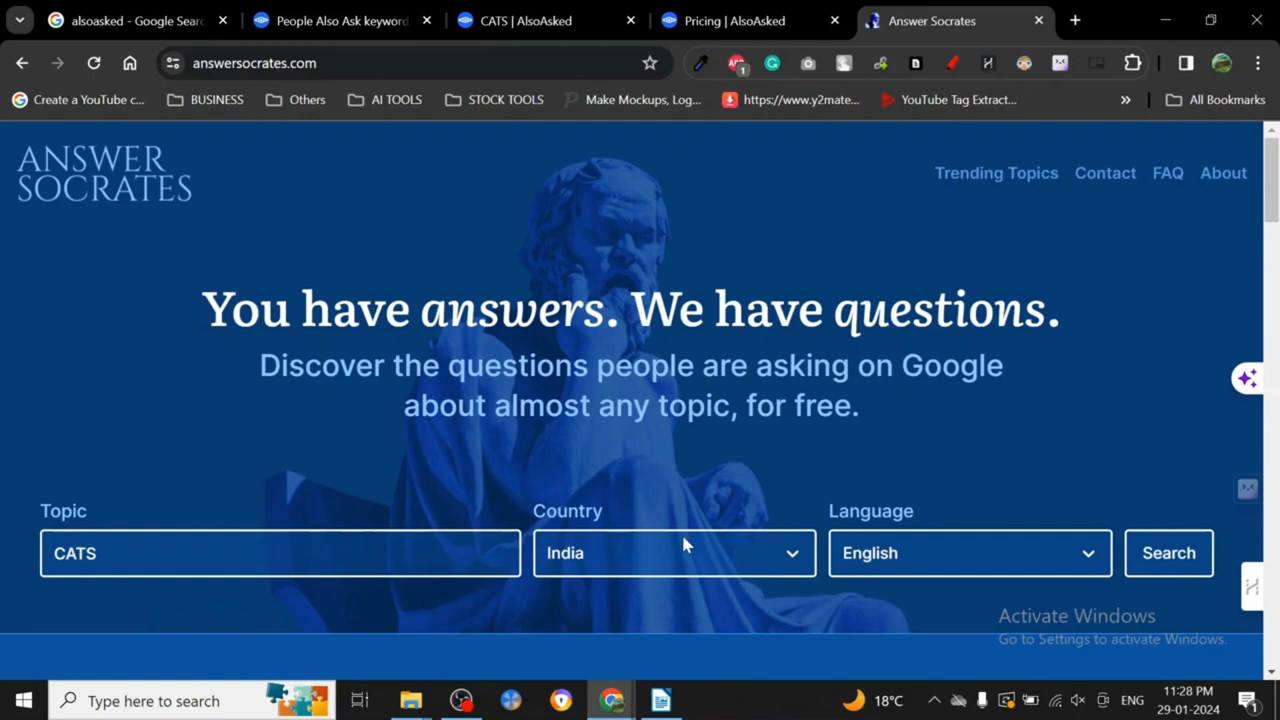 alsoasked - Google Sear
People Also Ask keyword
CATS | AlsoAsked
Pricing | AlsoAsked
Answer Socrates
answersocrates.com
1
Create a YouTube c...
BUSINESS
Others
AI TOOLS
STOCK TOOLS
Make Mockups, Log...
https://www.y2mate...
YouTube Tag Extract...
All Bookmarks
ANSWER
SOCRATES
Trending Topics
Contact
FAQ
About
You have answers. We have questions.
Discover the questions people are asking on Google
about almost any topic, for free.
Topic
Country
Language
CATS
India
English
Search
Activate Windows
Go to Settings to activate Windows.
Type here to search
18°C
ENG
11:28 PM
29-01-2024
1